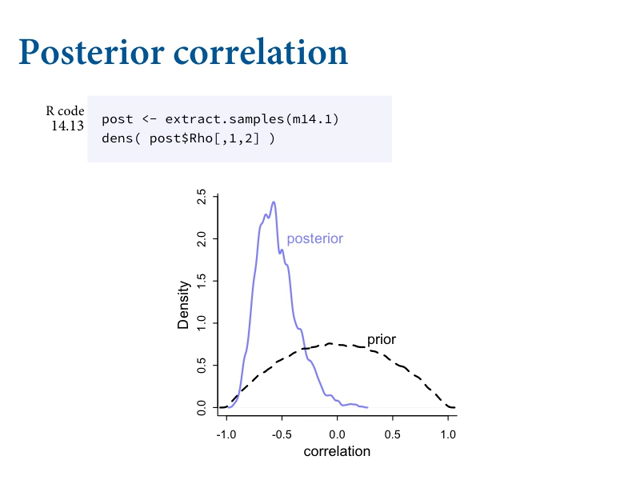 Posterior correlation
R code
14.13
post <- extract.samples(m14.1)
dens( post$Rho[,1,2] )
2.5
2.0
1.5
1.0
0.5
0.0
Density
posterior
prior
-1.0 -0.5 0.0 0.5 1.0
correlation